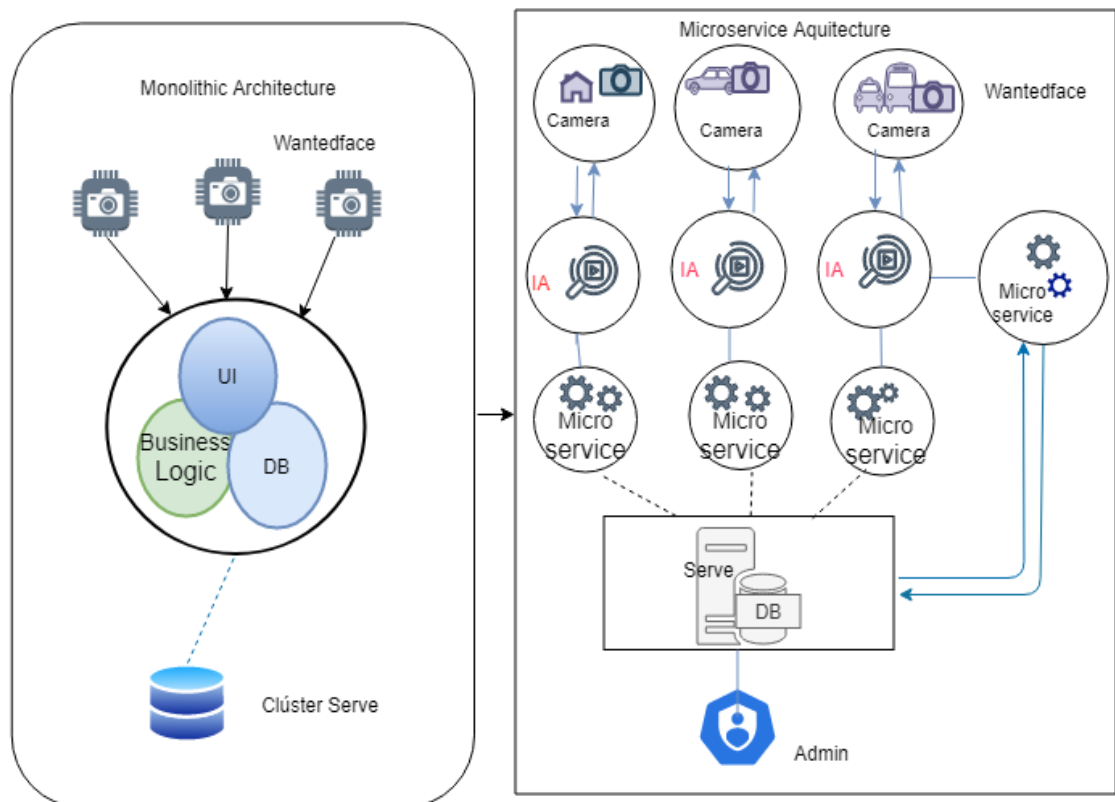 Monolithic Architecture
Wantedface
UI
Business
Logic
DB
Clúster Serve
Microservice Aquitecture
Wantedface
Camera
Camera
Camera
IA
IA
IA
Micro
service
Micro
service
Micro
service
Micro
service
Serve
DB
Admin